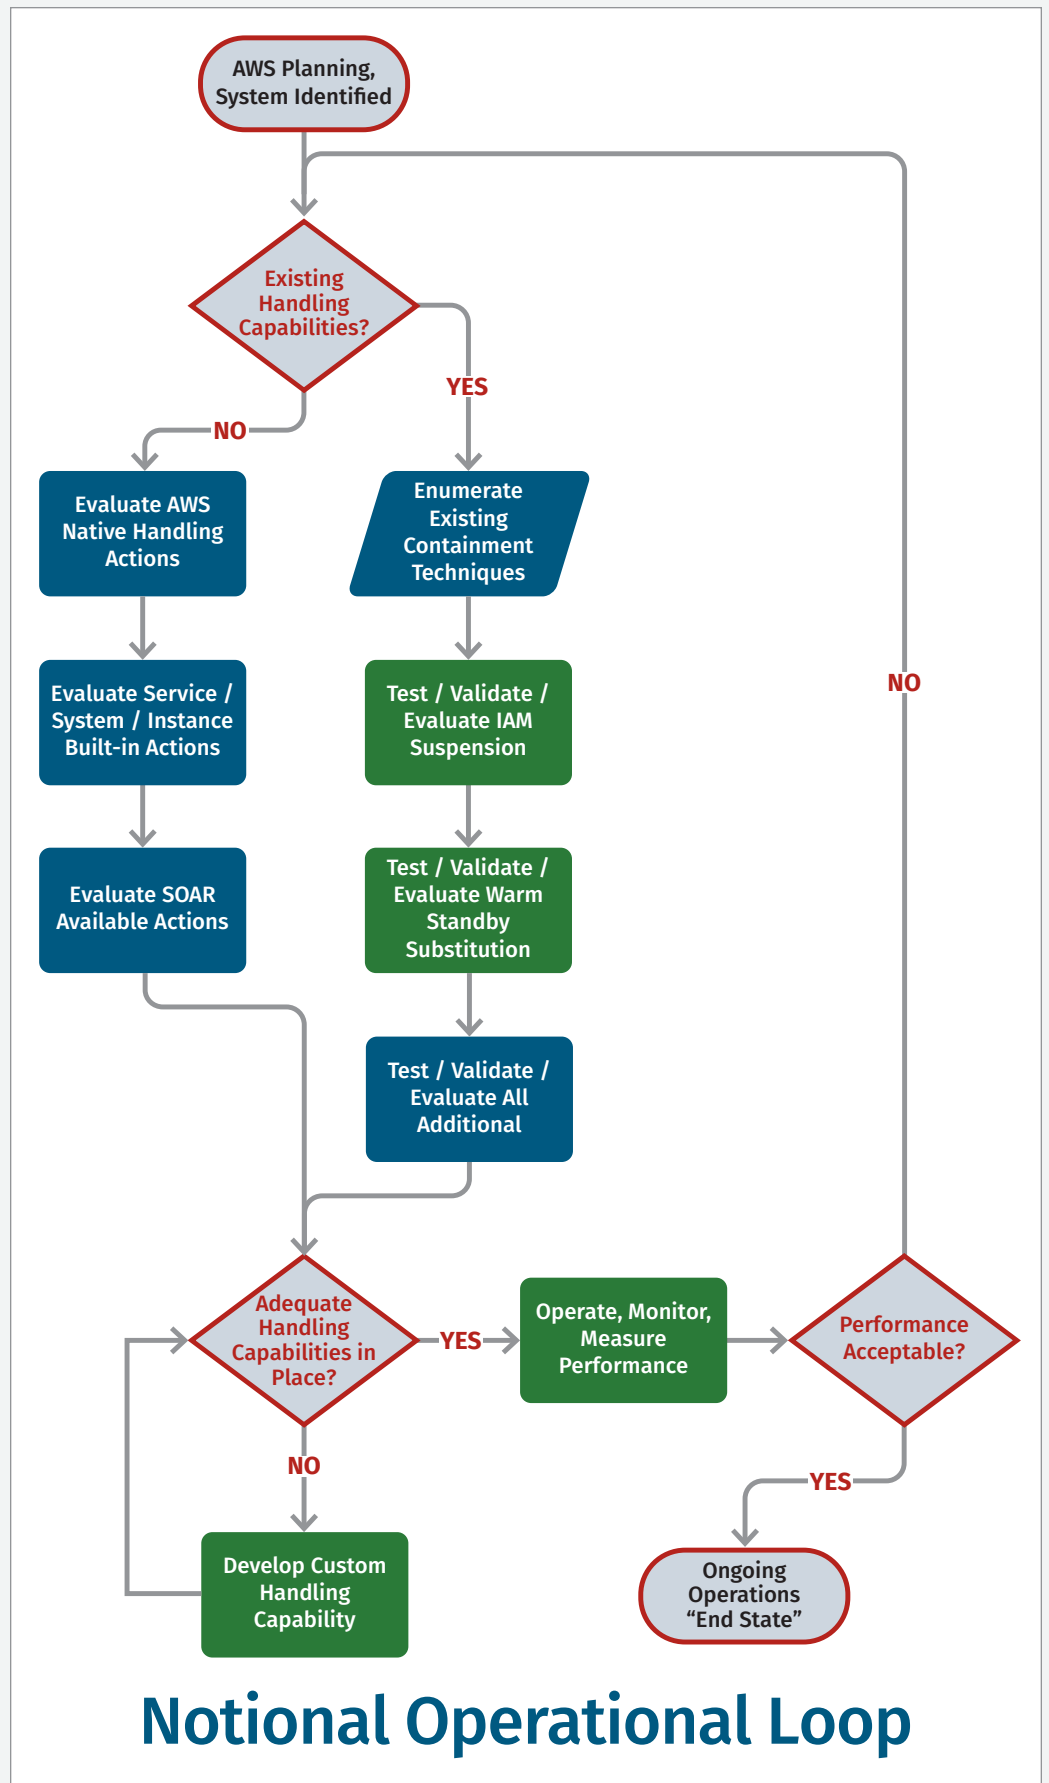 AWS Planning,
System Identified
Existing
Handling
Capabilities?
YES
NO
Evaluate AWS
Native Handling
Actions
Enumerate
Existing
Containment
Techniques
Evaluate Service /
System / Instance
Built-in Actions
Test / Validate /
Evaluate IAM
Suspension
NO
Evaluate SOAR
Available Actions
Test / Validate /
Evaluate Warm
Standby
Substitution
Test / Validate /
Evaluate All
Additional
Adequate
Handling
Capabilities in
Place?
YES
Operate, Monitor,
Measure
Performance
Performance
Acceptable?
NO
YES
Develop Custom
Handling
Capability
Ongoing
Operations
“End State”
Notional Operational Loop